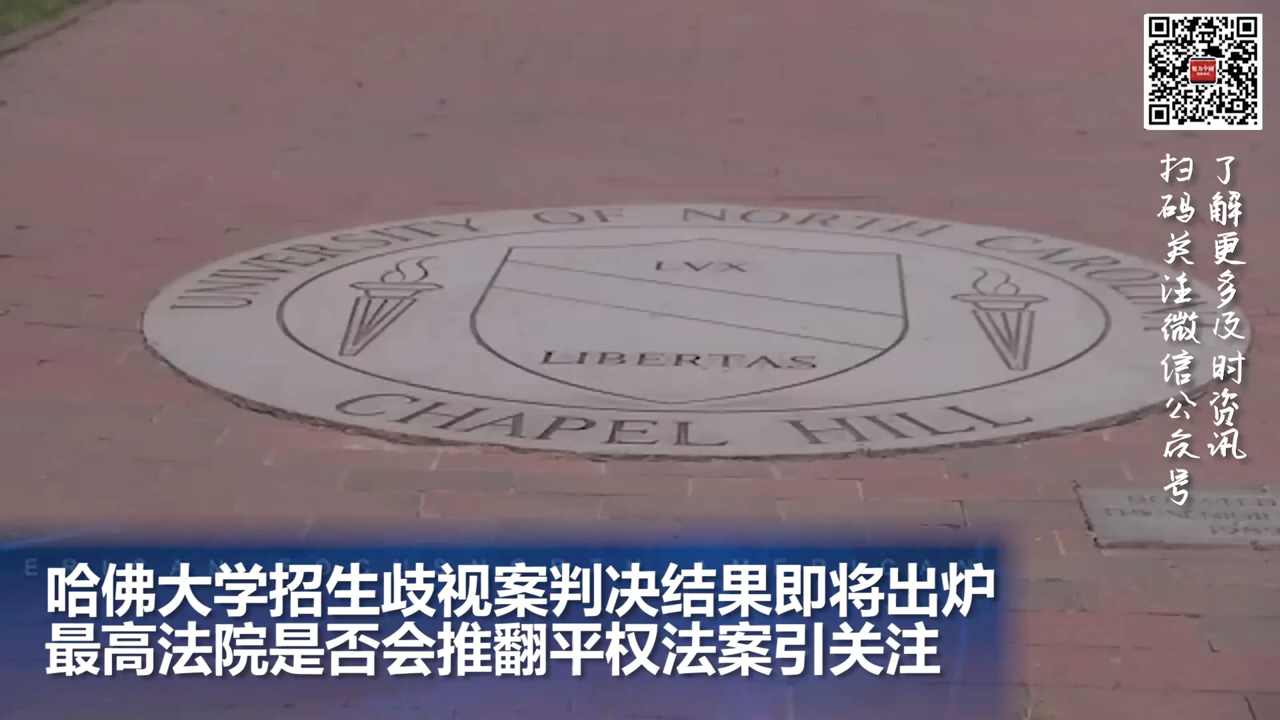 了解更多及时资讯
扫码关注微信公众号
UNIVERSITY OF NORTH CAROLINA
LVX
LIBERTAS
CHAPEL HILL
哈佛大学招生歧视案判决结果即将出炉
最高法院是否会推翻平权法案引关注